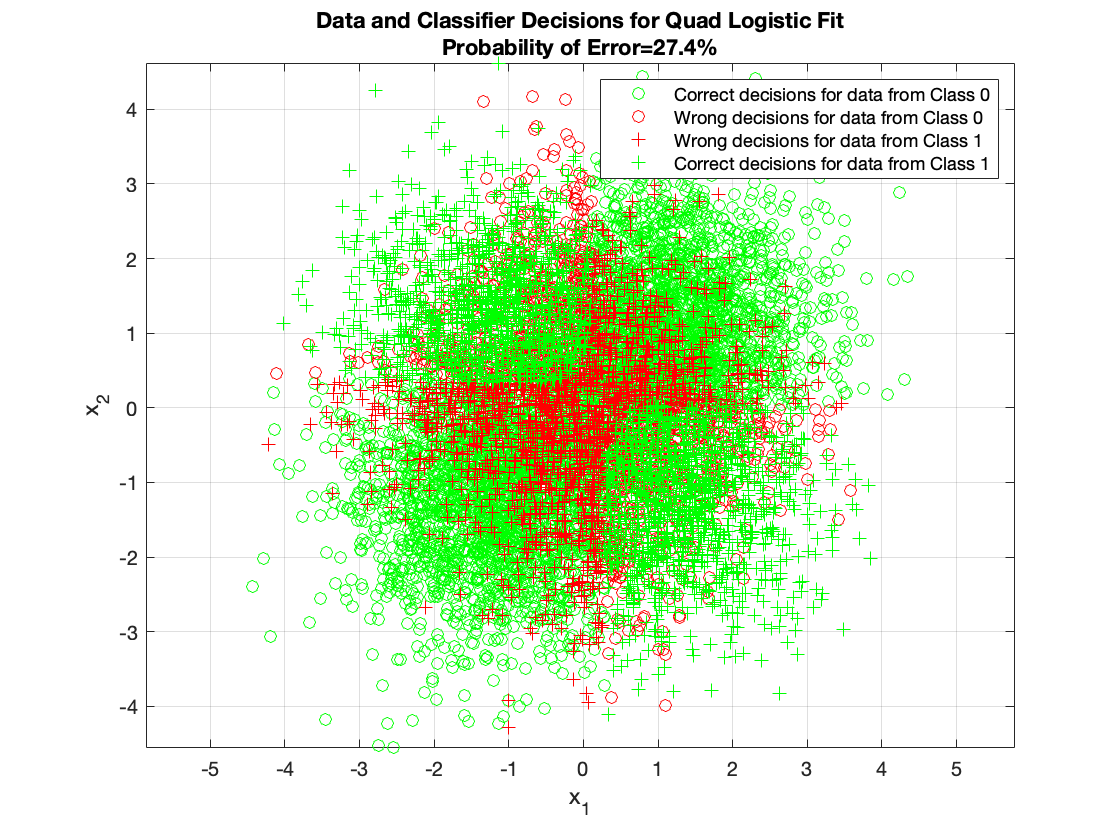 Data and Classifier Decisions for Quad Logistic Fit
Probability of Error=27.4%
Correct decisions for data from Class 0
Wrong decisions for data from Class 0
Wrong decisions for data from Class 1
Correct decisions for data from Class 1
4
3
2
1
0
-1
-2
-3
-4
x2
-5 -4 -3 -2 -1 0 1 2 3 4 5
x1